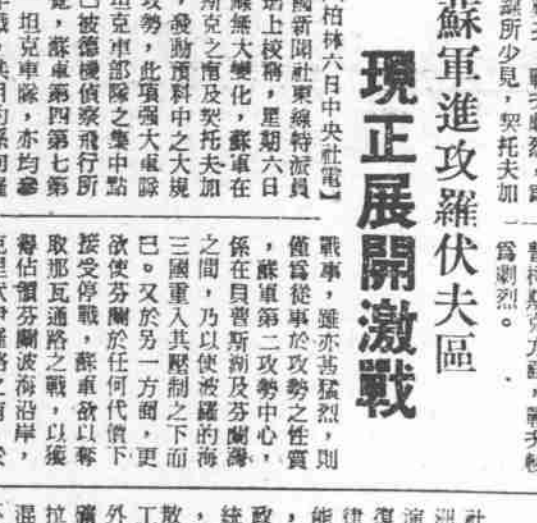 所少見，契托夫加
爲劇烈。
蘇軍進攻羅伏夫區
現正展開激戰
柏林六日中央社電】
國新聞社東線特派員
上校稱，星期六日
蘇無大變化，蘇軍在
斯克之南及契托夫加
，發動預料中之大規
攻勢，此項强大車隊
坦克車部隊之集中點
已被德機偵察飛行所
，蘇車第四第七第
坦克車隊，亦均參
戰事，雖亦甚猛烈，則
僅爲從事於攻勢之性質
，蘇軍第二攻勢中心，
係在貝普斯湖及芬蘭灣
之間，乃以使波羅的海
三國重入其壓制之下而
已。又於另一方面，更
欲使芬蘭於任何代價下
接受停戰，蘇軍欲以奪
取那瓦通路之戰，以獲
得佔領芬蘭波海沿岸，